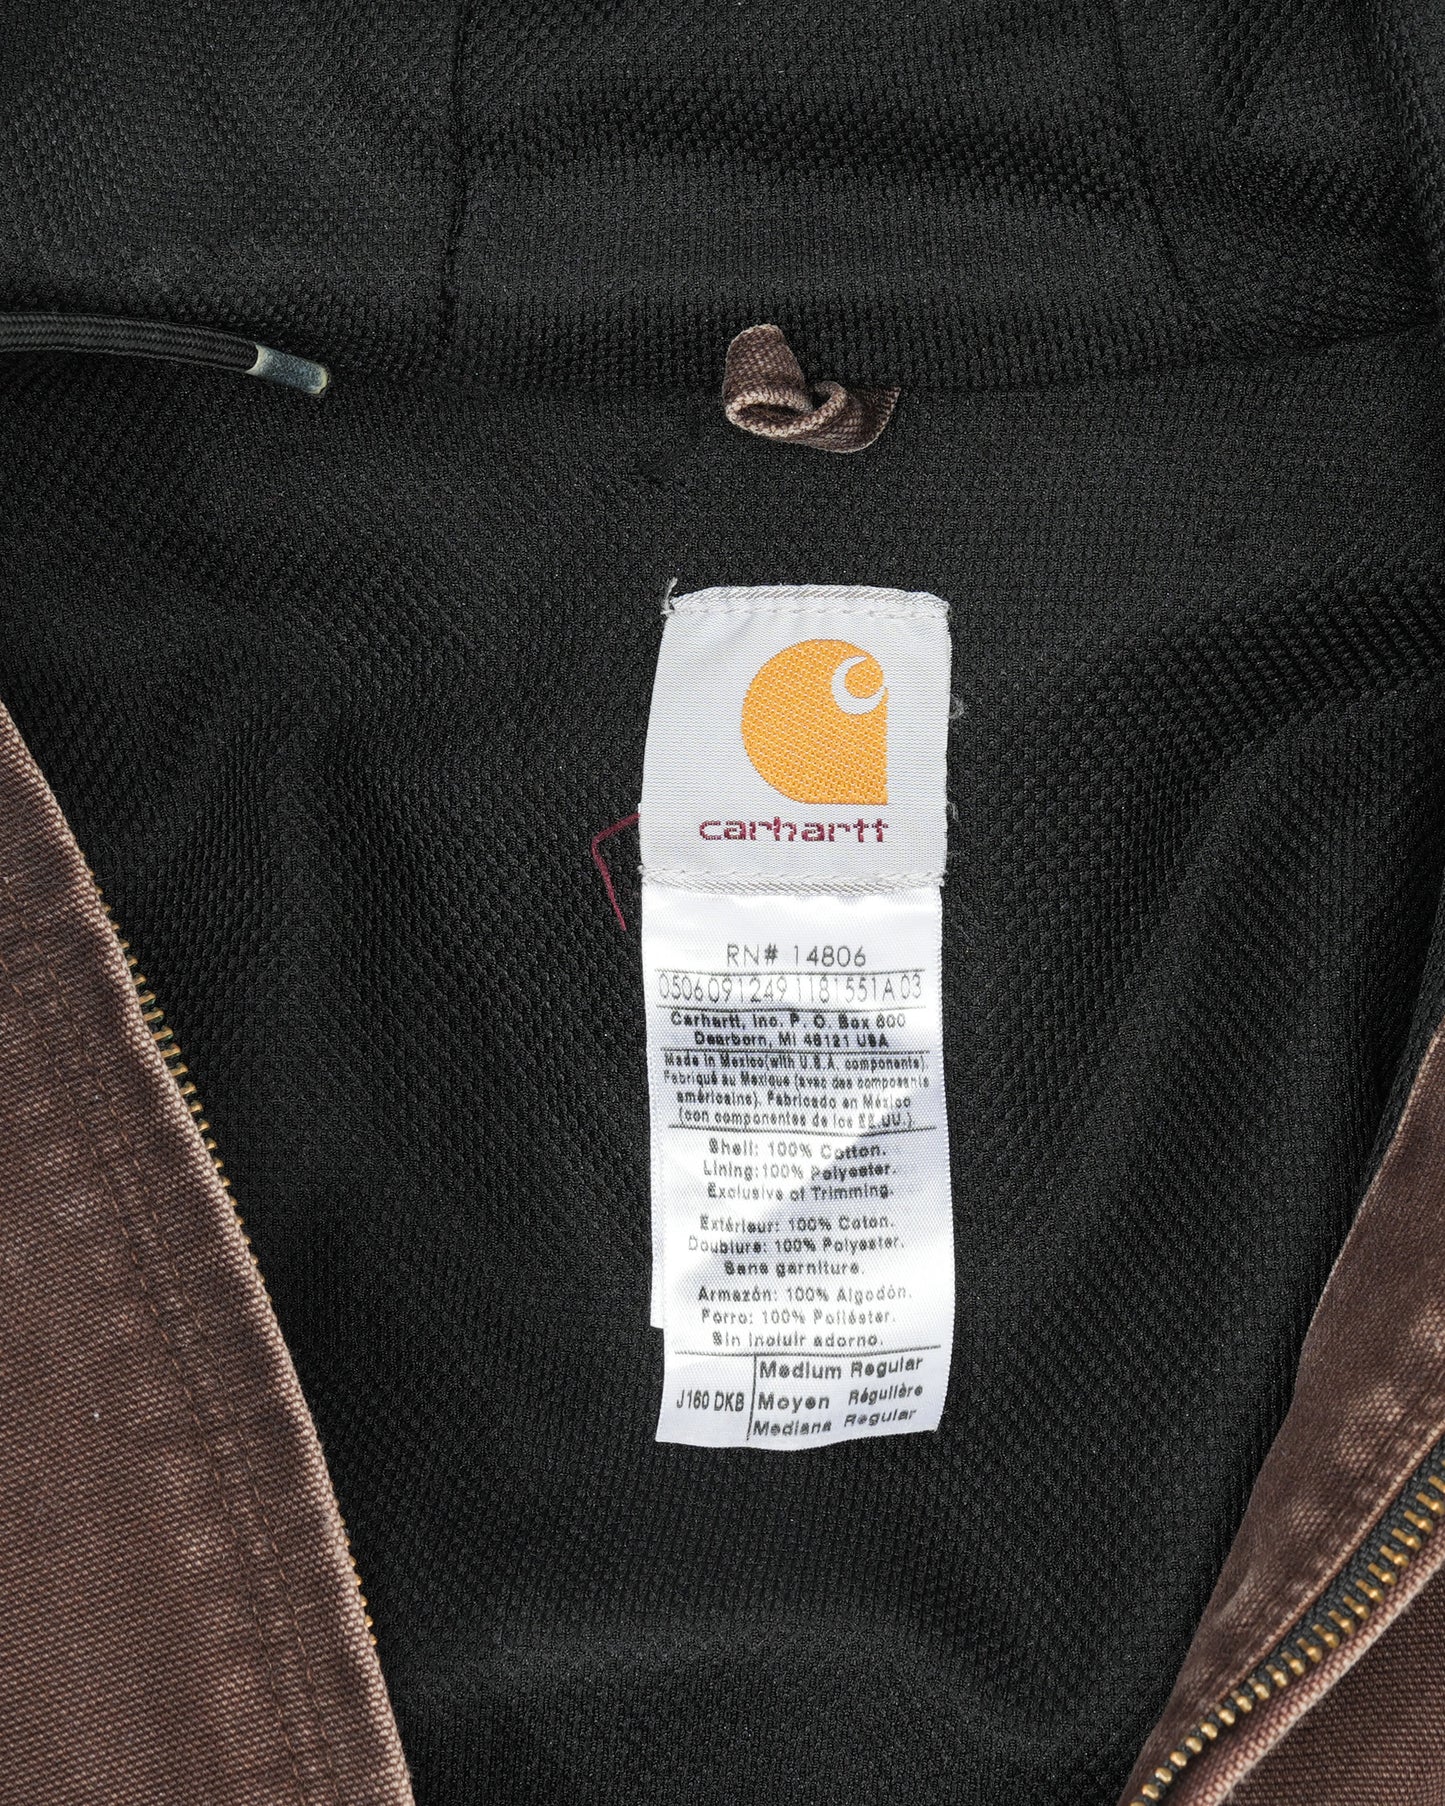 carhartt
RN# 14806
0506091249 1181551A 03
Carhartt, Inc. P. O. Box 600
Dearborn, MI 48121 USA
Made in Mexico(with U.S.A. components).
Fabriqué au Mexique (avec des composants
américains). Fabricado en México
(con componentes de los EE.UU.).
Shell: 100% Cotton.
Lining:100% Polyester.
Exclusive of Trimming.
Extérieur: 100% Coton.
Doublure: 100% Polyester.
Sans garniture.
Armazón: 100% Algodón.
Forro: 100% Poliéster.
Sin incluir adorno.
J160 DKB
Medium Regular
Moyen Régulière
Mediana Regular